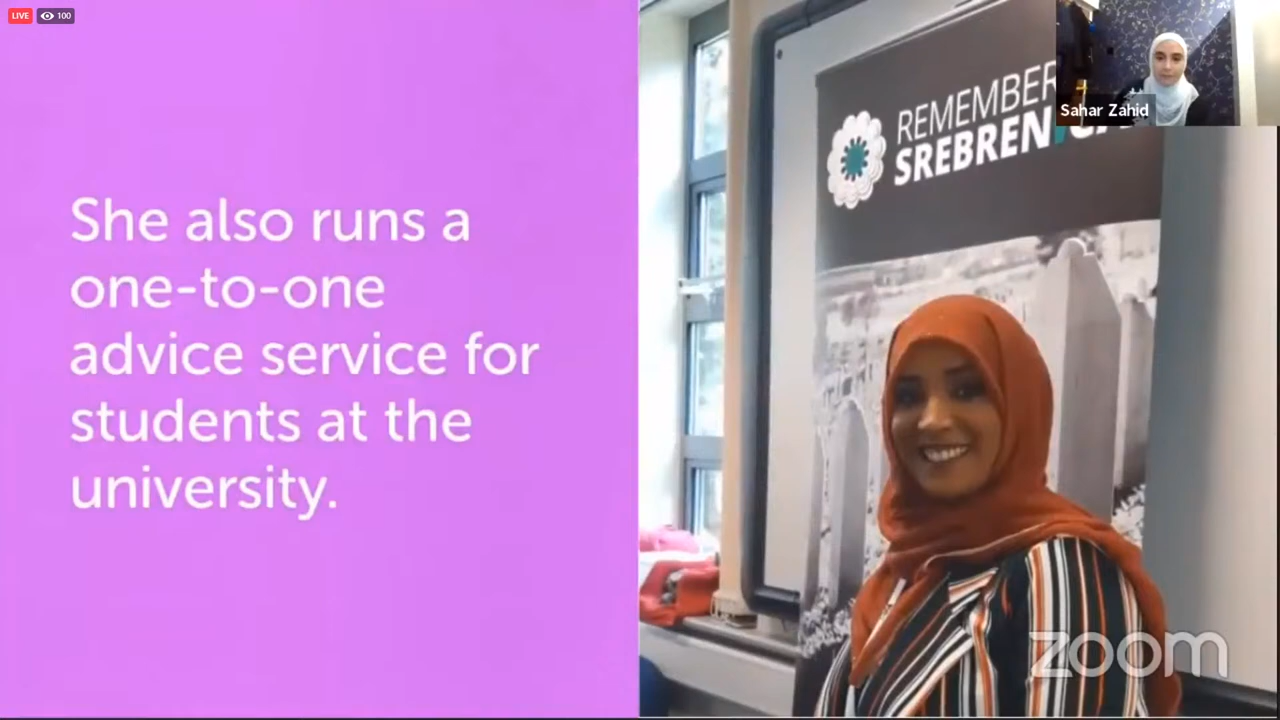 LIVE 100
She also runs a
one-to-one
advice service for
students at the
university.
REMEMBER
SREBRENICA
Sahar Zahid
zoom